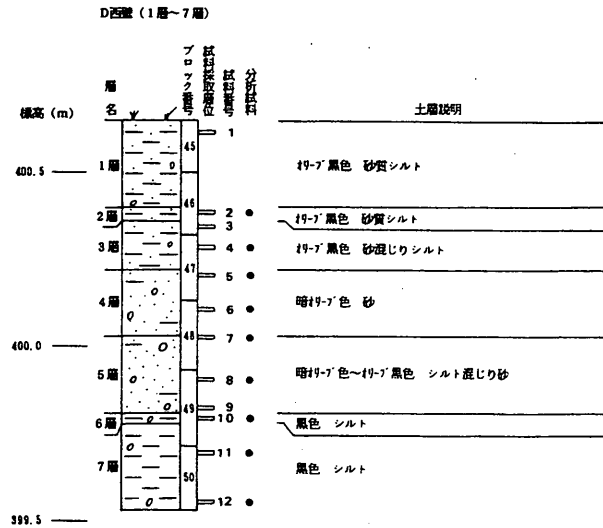 D西壁（1層～7層）
標高（m）
層名
ブロック番号
試料採取層位
試料番号
分析試料
土層説明
400.5
400.0
399.5
1層
2層
3層
4層
5層
6層
7層
45
46
47
48
49
50
1
2 ●
3
4 ●
5 ●
6 ●
7 ●
8 ●
9
10 ●
11 ●
12 ●
ｵﾘｰﾌﾞ黒色 砂質シルト
ｵﾘｰﾌﾞ黒色 砂質シルト
ｵﾘｰﾌﾞ黒色 砂混じりシルト
暗ｵﾘｰﾌﾞ色 砂
暗ｵﾘｰﾌﾞ色～ｵﾘｰﾌﾞ黒色 シルト混じり砂
黒色 シルト
黒色 シルト